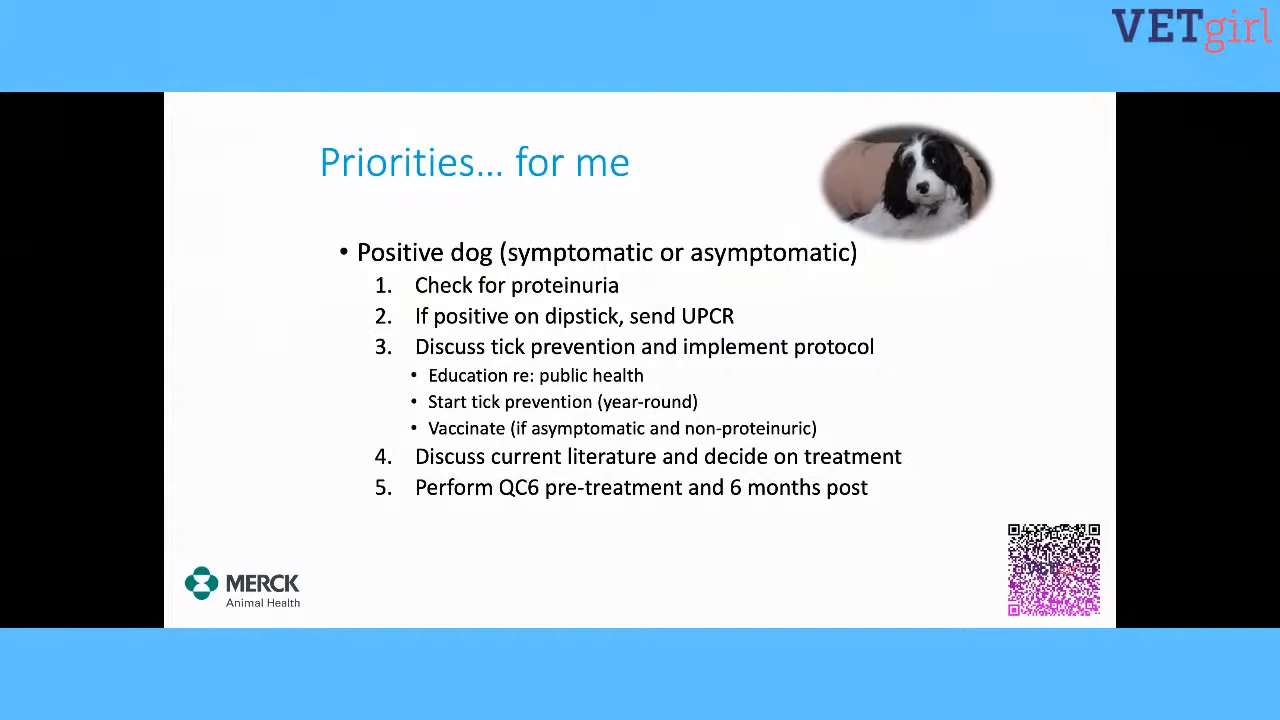 VETgirl
Priorities... for me
• Positive dog (symptomatic or asymptomatic)
1. Check for proteinuria
2. If positive on dipstick, send UPCR
3. Discuss tick prevention and implement protocol
• Education re: public health
• Start tick prevention (year-round)
• Vaccinate (if asymptomatic and non-proteinuric)
4. Discuss current literature and decide on treatment
5. Perform QC6 pre-treatment and 6 months post
VETgirl
MERCK
Animal Health